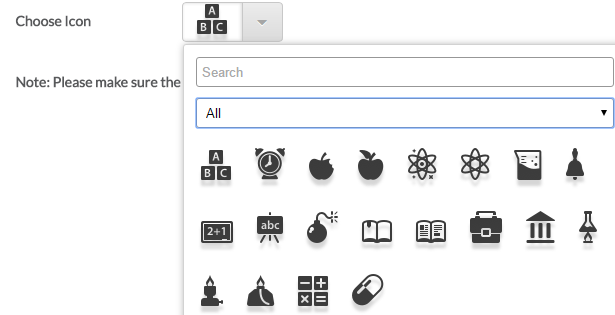 Choose Icon
A
B C
Note: Please make sure the
Search
All
A
B C
2+1
abc